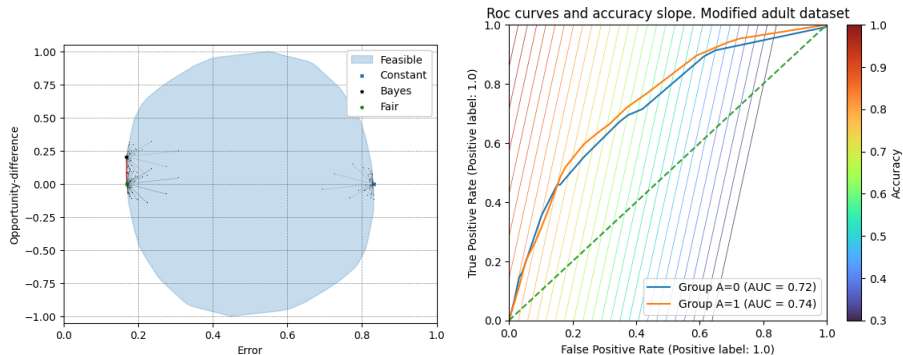 1.00
0.75
0.50
0.25
0.00
−0.25
−0.50
−0.75
−1.00
Opportunity-difference
0.0
0.2
0.4
0.6
0.8
1.0
Error
Feasible
Constant
Bayes
Fair
Roc curves and accuracy slope. Modified adult dataset
1.0
0.8
0.6
0.4
0.2
0.0
True Positive Rate (Positive label: 1.0)
0.0
0.2
0.4
0.6
0.8
1.0
False Positive Rate (Positive label: 1.0)
Group A=0 (AUC = 0.72)
Group A=1 (AUC = 0.74)
1.0
0.9
0.8
0.7
0.6
0.5
0.4
0.3
Accuracy